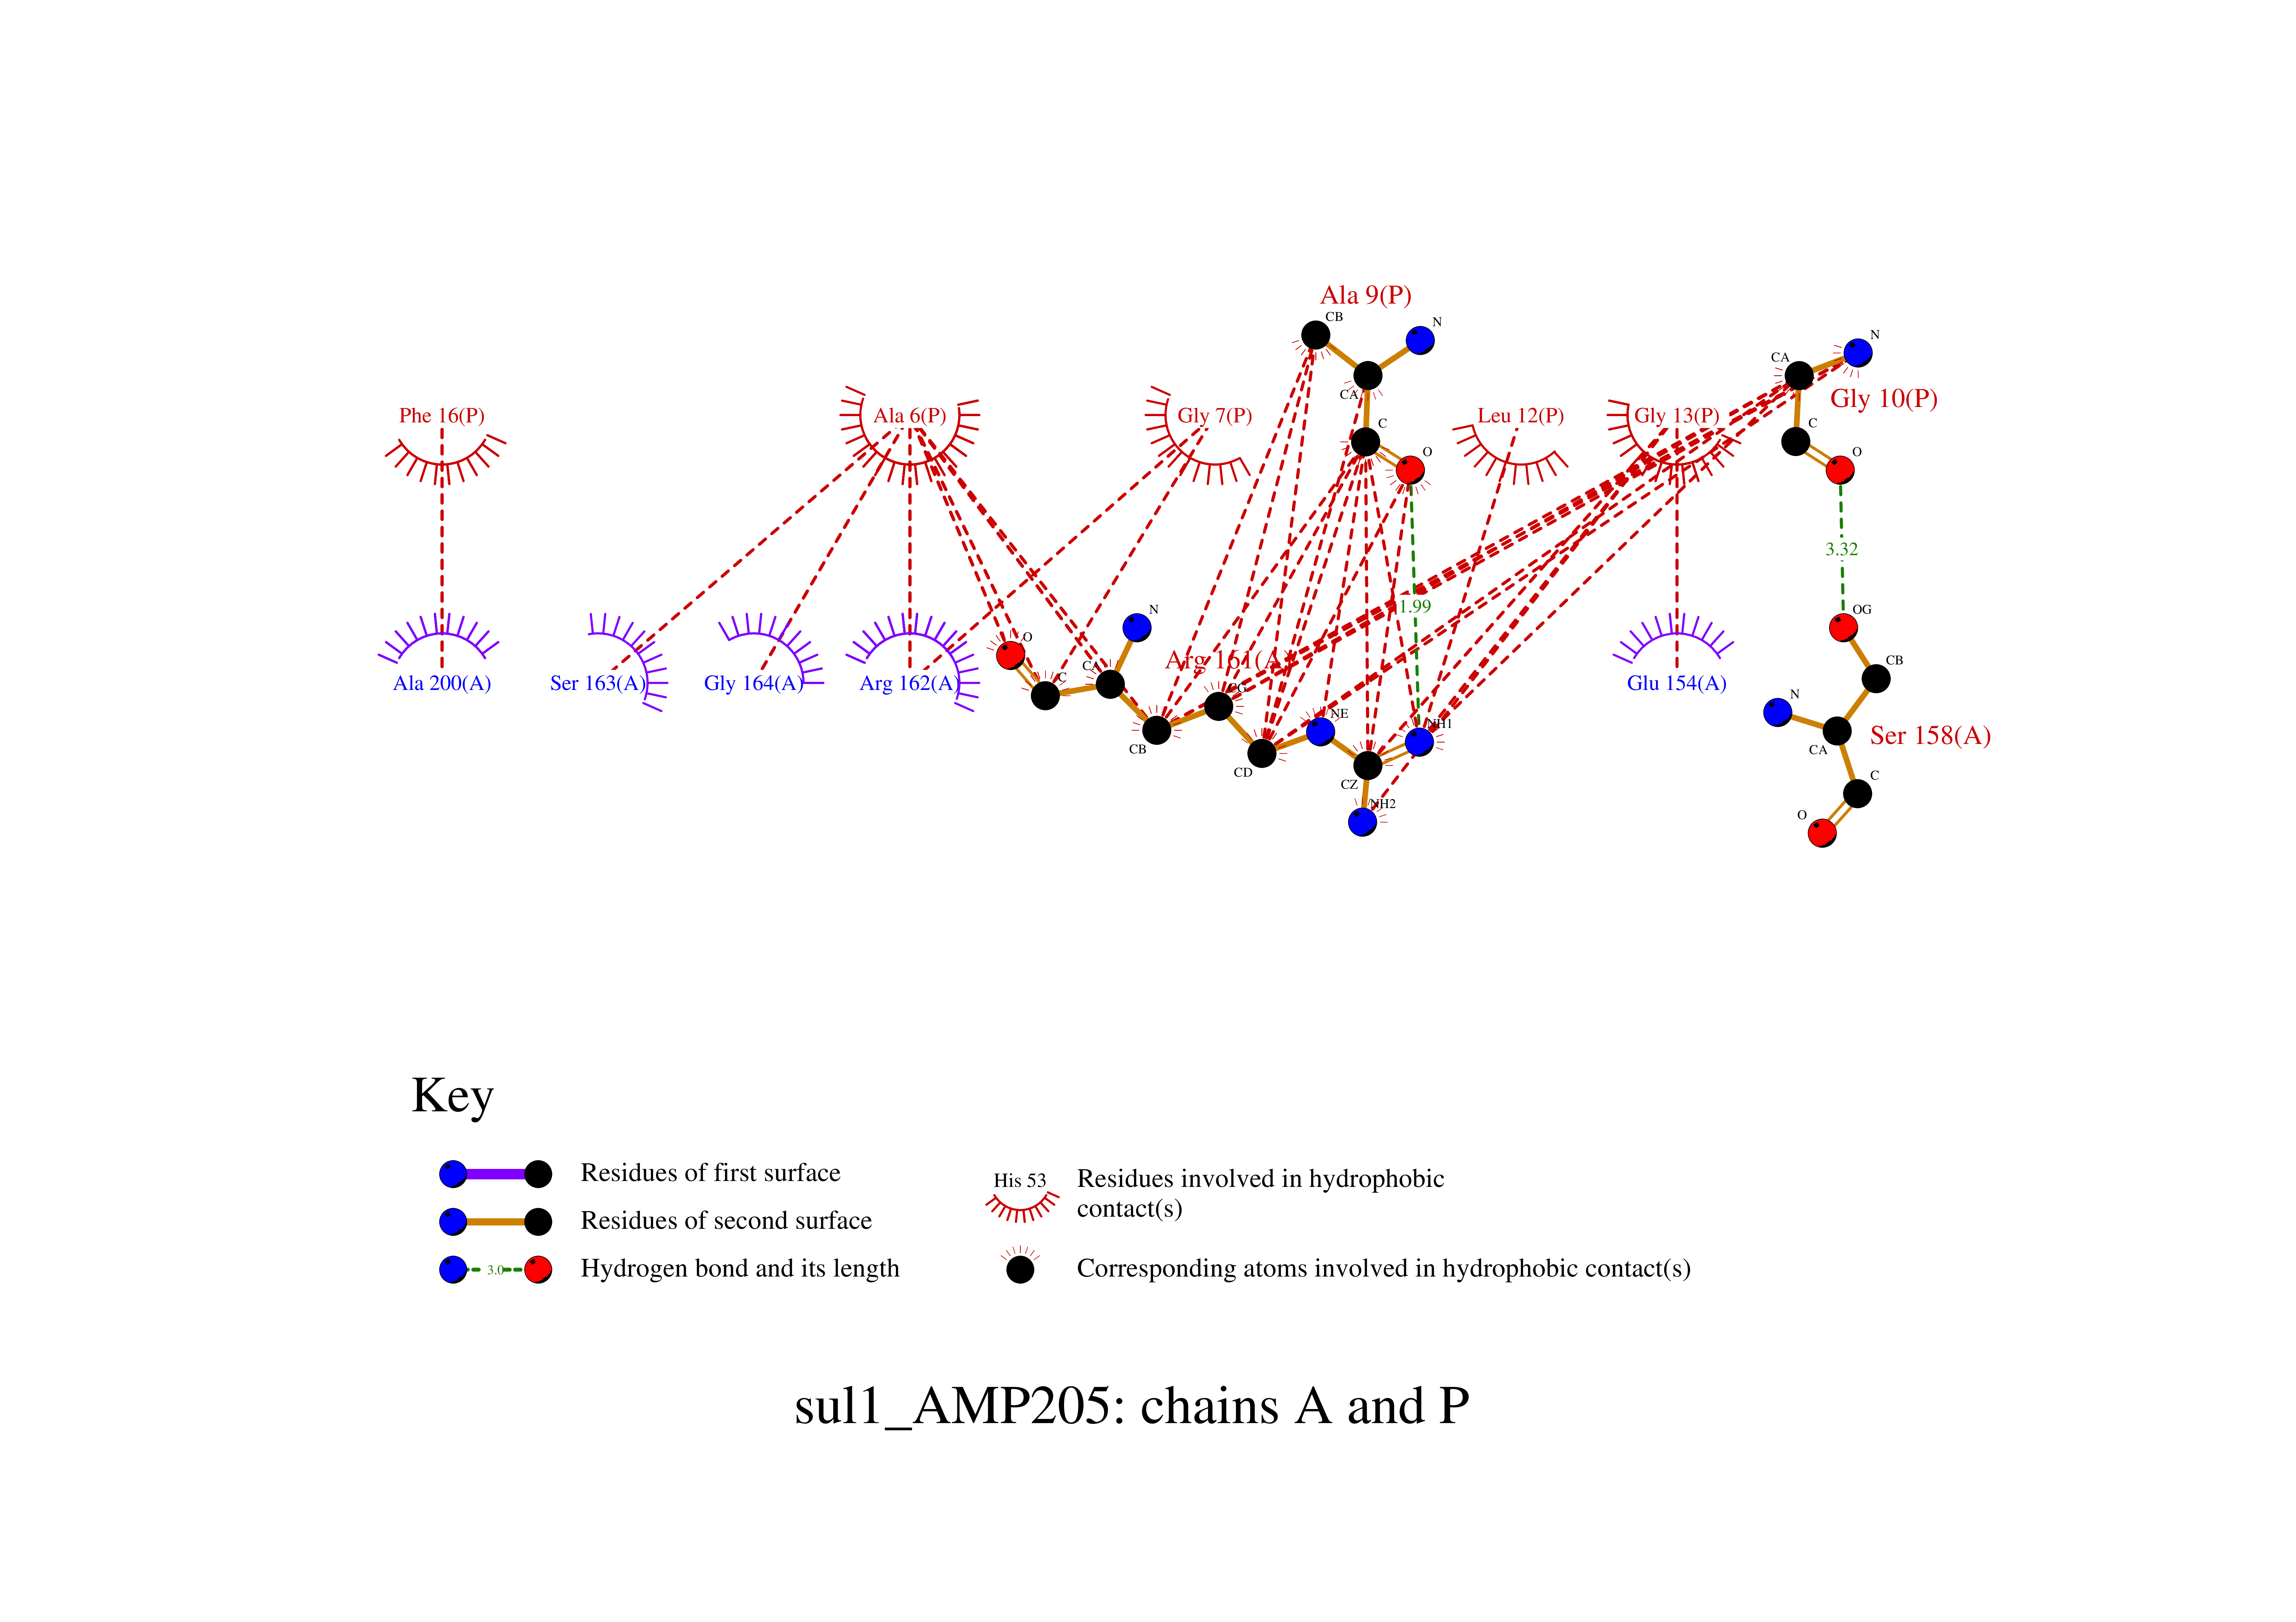 Ala 9(P)
CB
N
CA
C
O
N
CA
Gly 10(P)
C
O
Phe 16(P)
Ala 6(P)
Gly 7(P)
Leu 12(P)
Gly 13(P)
3.32
1.99
N
O
OG
Arg 161(A)
CB
CA
C
CG
Ala 200(A)
Ser 163(A)
Gly 164(A)
Arg 162(A)
Glu 154(A)
N
NE
NH1
Ser 158(A)
CB
CA
CD
CZ
C
NH2
O
Key
Residues of first surface
Residues of second surface
3.0
Hydrogen bond and its length
His 53
Residues involved in hydrophobic
contact(s)
Corresponding atoms involved in hydrophobic contact(s)
sul1_AMP205: chains A and P